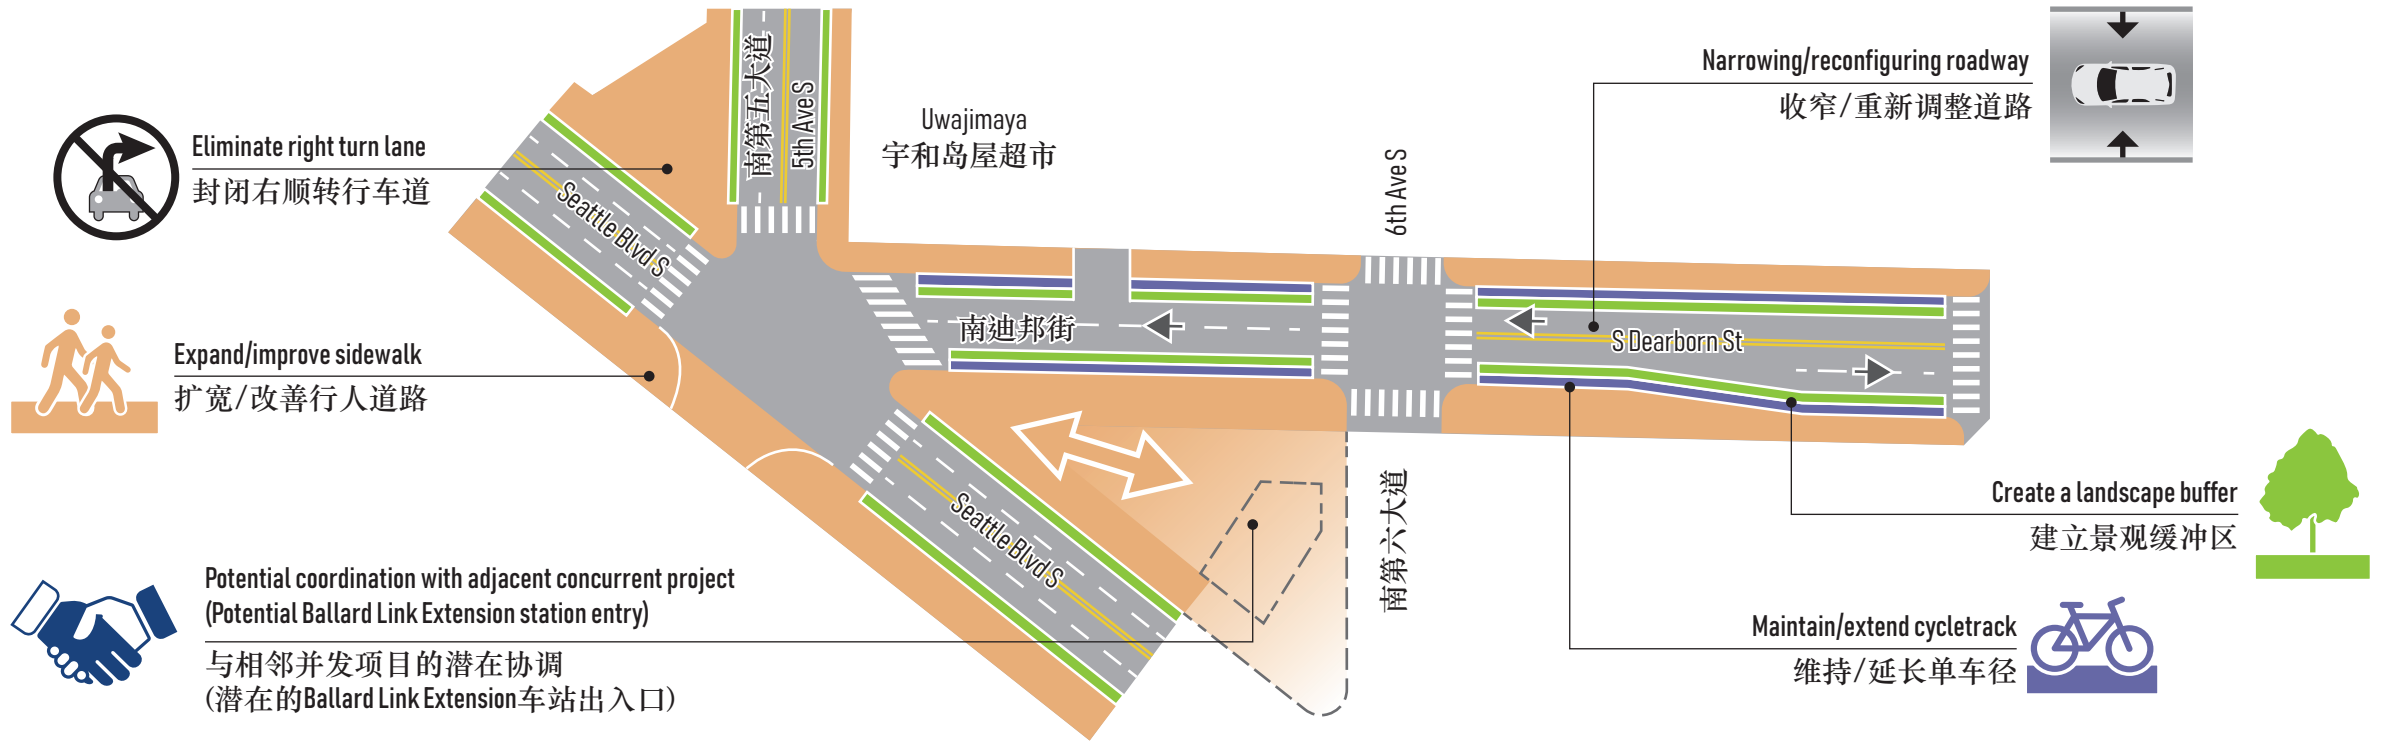 Eliminate right turn lane
封闭右顺转行车道
Expand/improve sidewalk
扩宽/改善行人道路
Potential coordination with adjacent concurrent project
(Potential Ballard Link Extension station entry)
与相邻并发项目的潜在协调
(潜在的Ballard Link Extension车站出入口)
Seattle Blvd S
南第五大道
5th Ave S
Uwajimaya
宇和岛屋超市
南迪邦街
Seattle Blvd S
6th Ave S
南第六大道
S Dearborn St
Narrowing/reconfiguring roadway
收窄/重新调整道路
Create a landscape buffer
建立景观缓冲区
Maintain/extend cycletrack
维持/延长单车径